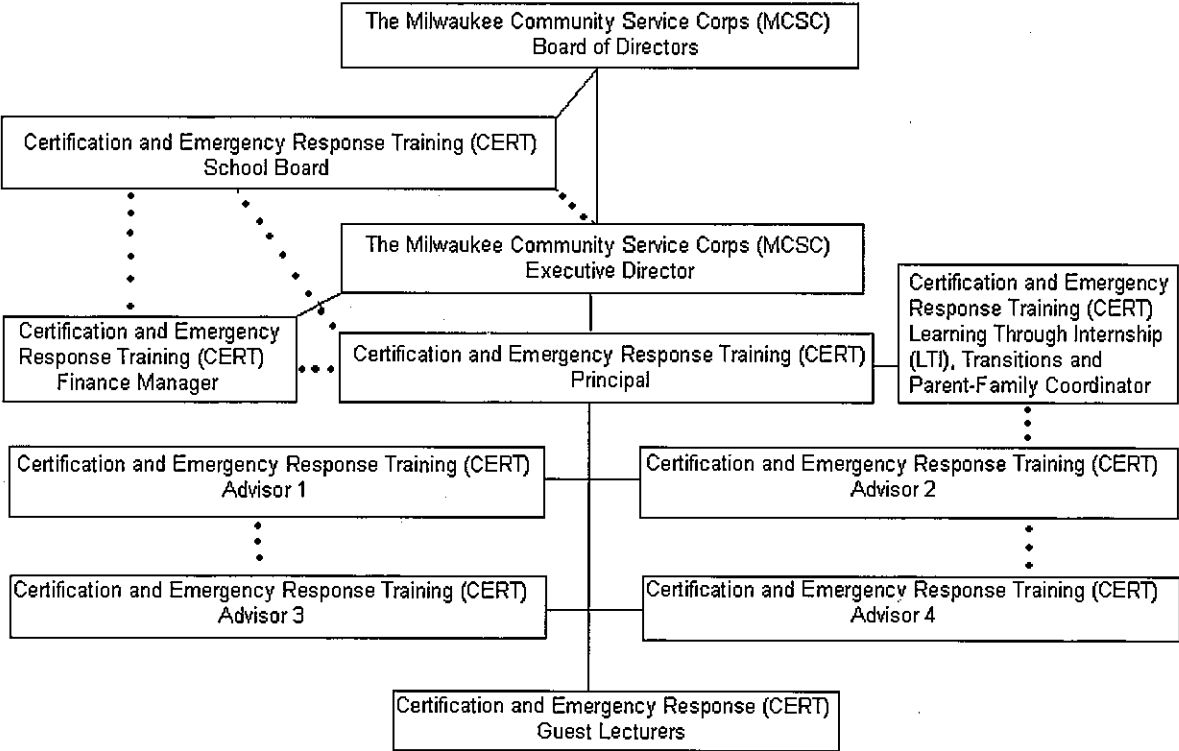 The Milwaukee Community Service Corps (MCSC)
Board of Directors
Certification and Emergency Response Training (CERT)
School Board
The Milwaukee Community Service Corps (MCSC)
Executive Director
Certification and Emergency
Response Training (CERT)
Learning Through Internship
(LTI), Transitions and
Parent-Family Coordinator
Certification and Emergency
Response Training (CERT)
Finance Manager
Certification and Emergency Response Training (CERT)
Principal
Certification and Emergency Response Training (CERT)
Advisor 1
Certification and Emergency Response Training (CERT)
Advisor 2
Certification and Emergency Response Training (CERT)
Advisor 3
Certification and Emergency Response Training (CERT)
Advisor 4
Certification and Emergency Response (CERT)
Guest Lecturers